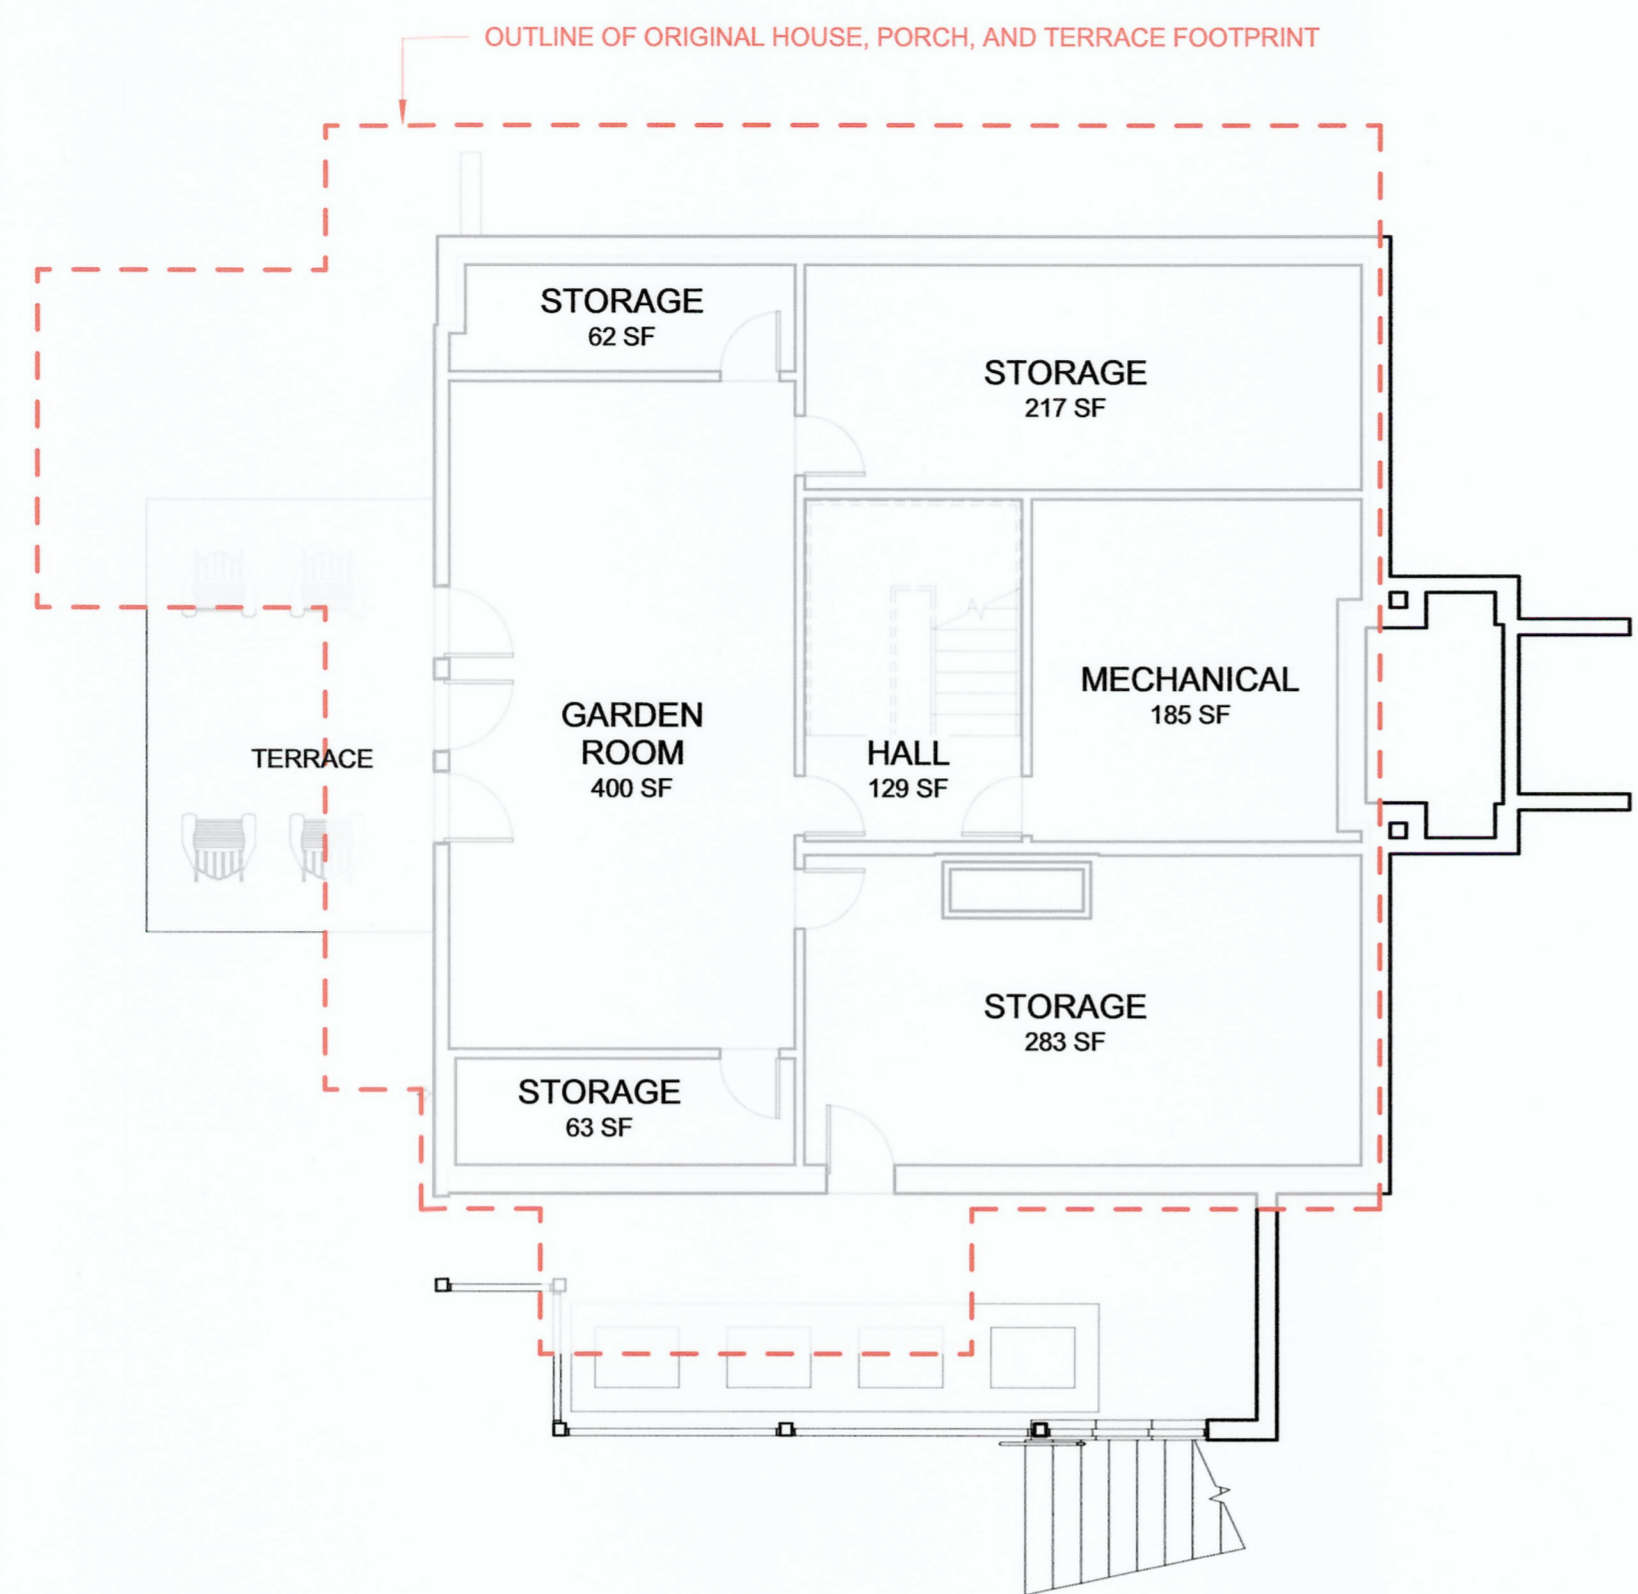 OUTLINE OF ORIGINAL HOUSE, PORCH, AND TERRACE FOOTPRINT
STORAGE
62 SF
STORAGE
217 SF
MECHANICAL
185 SF
GARDEN
ROOM
400 SF
HALL
129 SF
TERRACE
STORAGE
283 SF
STORAGE
63 SF